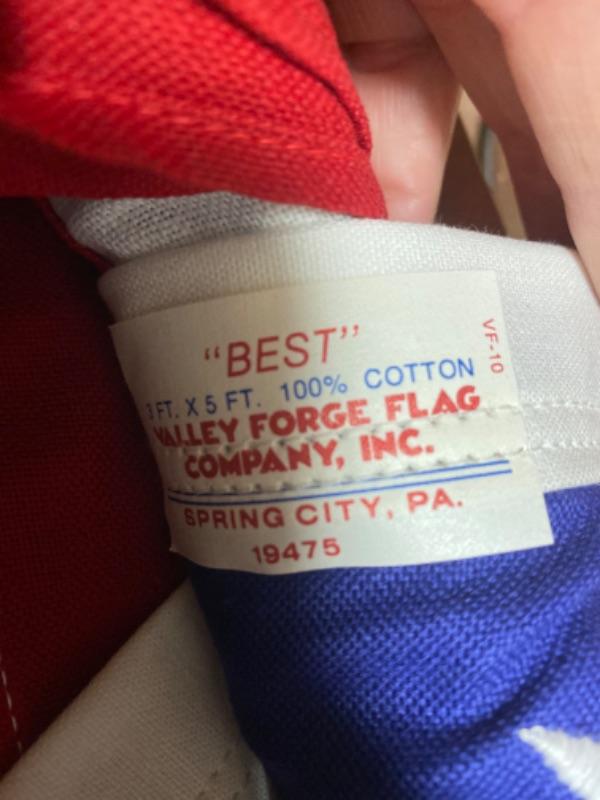 “BEST”
3 FT. X 5 FT. 100% COTTON
VALLEY FORGE FLAG
COMPANY, INC.
SPRING CITY, PA.
19475
VF-10